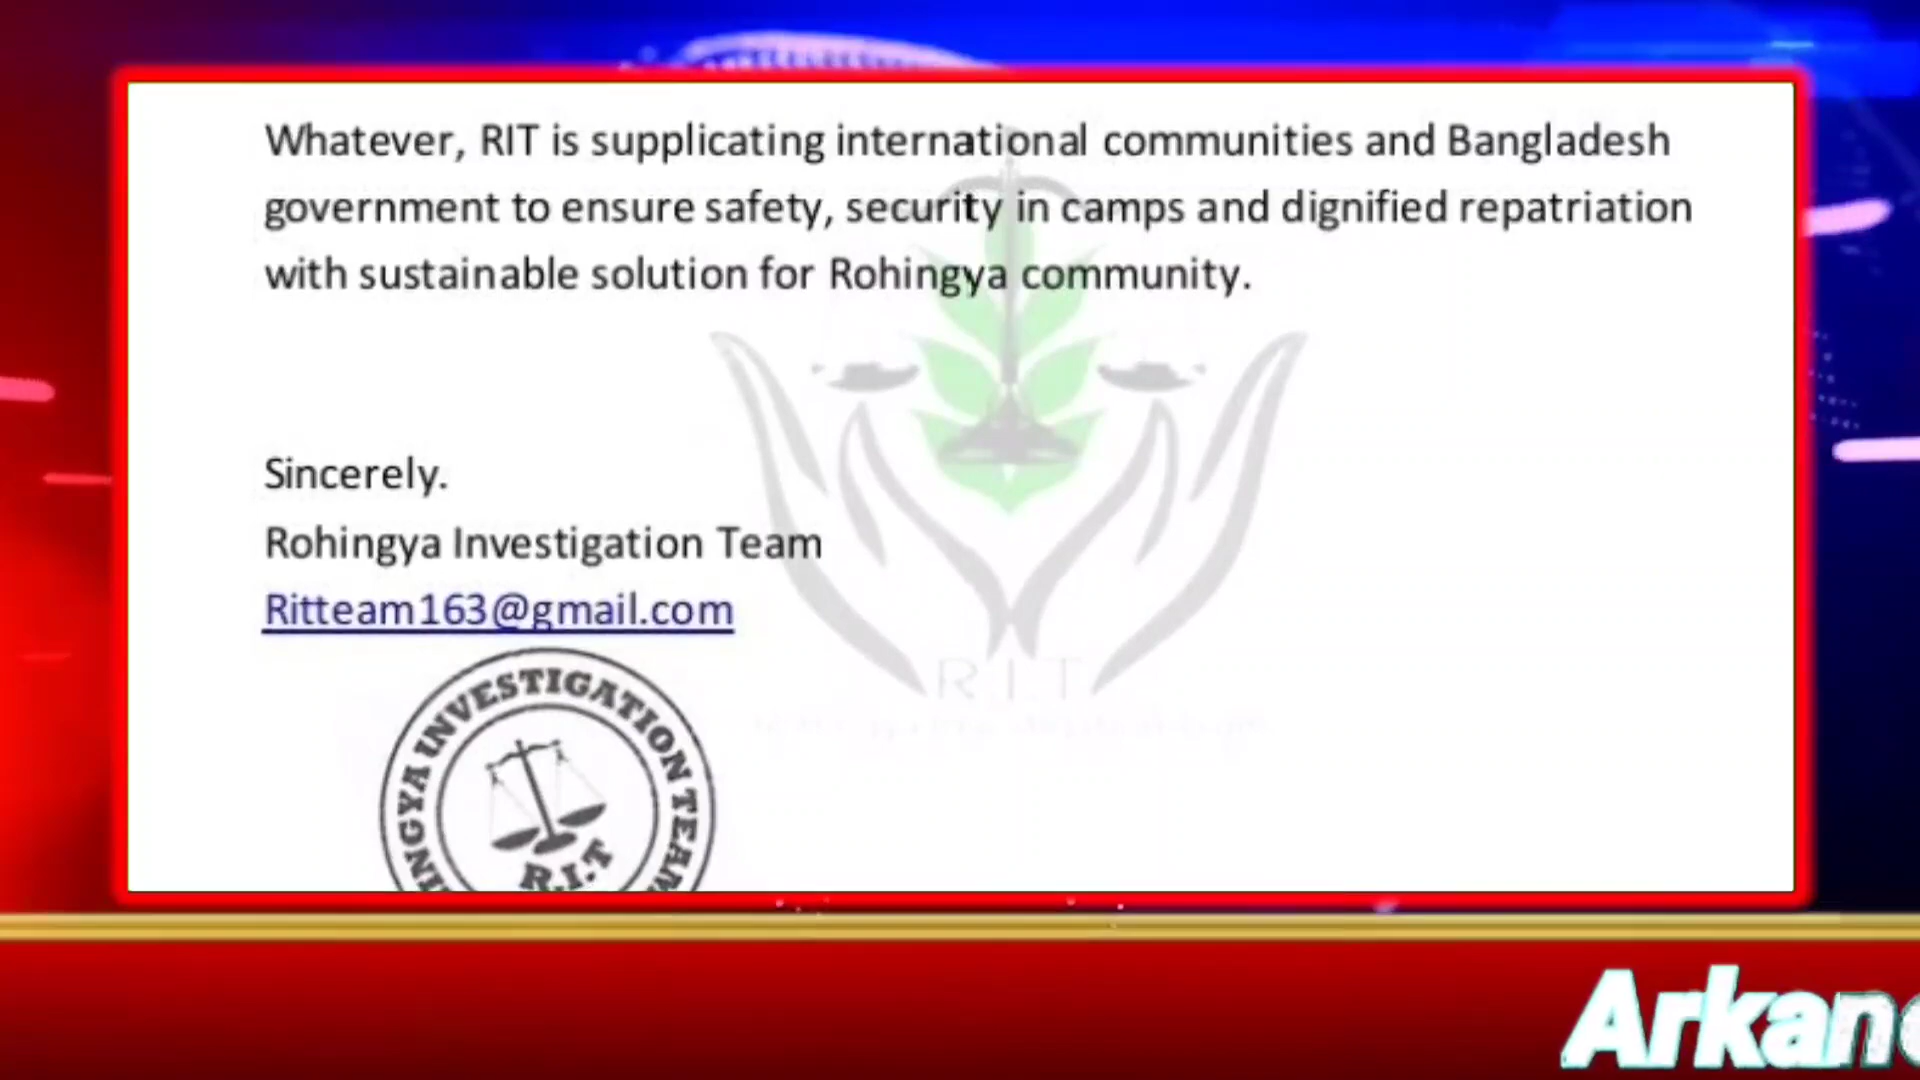 Whatever, RIT is supplicating international communities and Bangladesh
government to ensure safety, security in camps and dignified repatriation
with sustainable solution for Rohingya community.
Sincerely.
Rohingya Investigation Team
Ritteam163@gmail.com
R.I.T
INGYA INVESTIGATION TEAM
R.I.T
Arkan